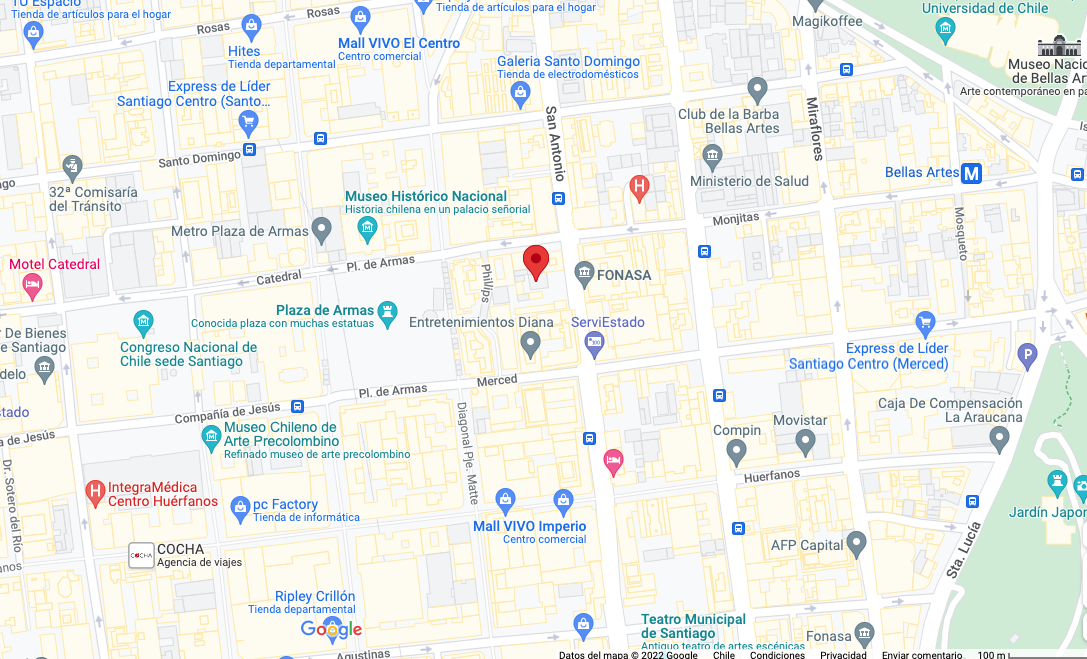 TU Espacio
Tienda de artículos para el hogar
Rosas
Rosas
Tienda de artículos para el hogar
Hites
Tienda departamental
Mall VIVO El Centro
Centro comercial
Galeria Santo Domingo
Tienda de electrodomésticos
Magikoffee
Universidad de Chile
Museo Nacio
de Bellas Ar
Arte contemporáneo en pa
Express de Líder
Santiago Centro (Santo...
San Antonio
Club de la Barba
Bellas Artes
Miraflores
Santo Domingo
32ª Comisaría
del Tránsito
Museo Histórico Nacional
Historia chilena en un palacio señorial
Ministerio de Salud
Bellas Artes
M
Metro Plaza de Armas
H
Monjitas
Mosqueto
Motel Catedral
Catedral
Pl. de Armas
Phillips
FONASA
Plaza de Armas
Conocida plaza con muchas estatuas
Entretenimientos Diana
ServiEstado
Congreso Nacional de
Chile sede Santiago
r De Bienes
e Santiago
delo
Express de Líder
Santiago Centro (Merced)
P
stado
Pl. de Armas
Merced
Compañía de Jesús
a de Jesús
Museo Chileno de
Arte Precolombino
Refinado museo de arte precolombino
Diagonal Pje. Matte
Compin
Movistar
Caja De Compensación
La Araucana
Huerfanos
Dr. Sotero del Río
H
IntegraMédica
Centro Huérfanos
pc Factory
Tienda de informática
Mall VIVO Imperio
Centro comercial
Jardín Japor
COCHA
COCHA
Agencia de viajes
AFP Capital
Sta. Lucía
anos
Ripley Crillón
Tienda departamental
Google
Teatro Municipal
de Santiago
Antiguo teatro de artes escénicas
Fonasa
Agustinas
Datos del mapa © 2022 Google
Chile
Condiciones
Privacidad
Enviar comentario
100 m